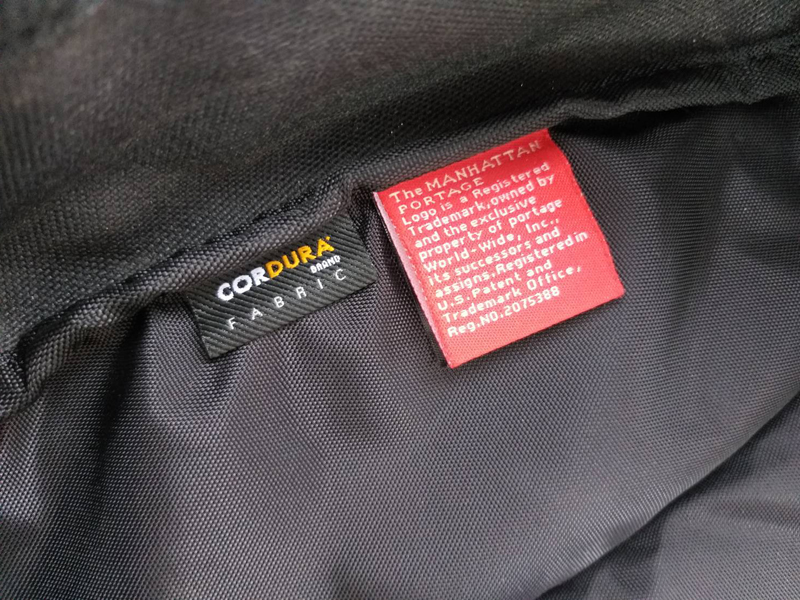 CORDURA®
BRAND
FABRIC
The MANHATTAN
PORTAGE
Logo is a Registered
Trademark,owned by
and the exclusive
property of portage
World-Wide, Inc.,
its successors and
assigns.Registered in
U.S.Patent and
Trademark Office,
Reg.NO.2075388